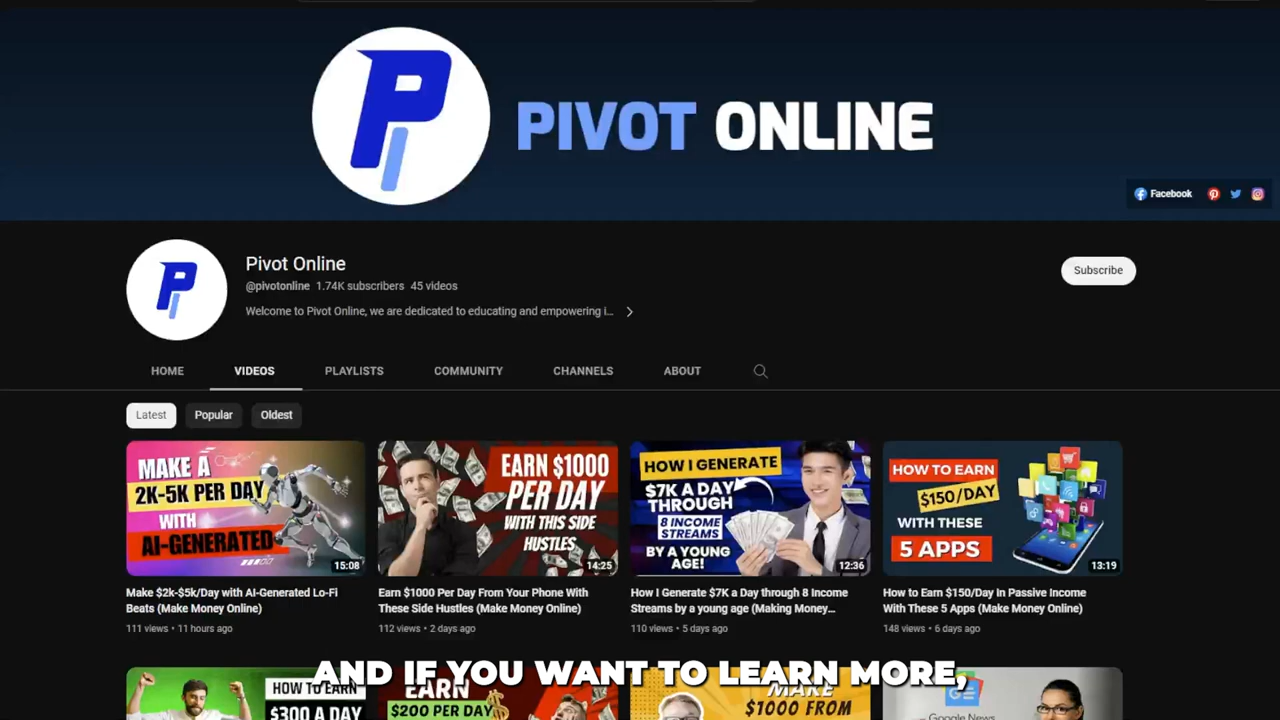 PIVOT ONLINE
Facebook
Pivot Online
@pivotonline 1.74K subscribers 45 videos
Subscribe
Welcome to Pivot Online, we are dedicated to educating and empowering i...
HOME VIDEOS PLAYLISTS COMMUNITY CHANNELS ABOUT
Latest Popular Oldest
MAKE A
2K-5K PER DAY
WITH
AI-GENERATED
15:08
EARN $1000
PER DAY
WITH THIS SIDE
HUSTLES
14:25
HOW I GENERATE
$7K A DAY
THROUGH
8 INCOME
STREAMS
BY A YOUNG
AGE!
12:36
HOW TO EARN
$150/DAY
WITH THESE
5 APPS
13:19
Make $2k-$5k/Day with AI-Generated Lo-Fi
Beats (Make Money Online)
111 views • 11 hours ago
Earn $1000 Per Day From Your Phone With
These Side Hustles (Make Money Online)
112 views • 2 days ago
How I Generate $7K A Day through 8 Income
Streams by a young age (Making Money...
110 views • 5 days ago
How to Earn $150/Day In Passive Income
With These 5 Apps (Make Money Online)
148 views • 6 days ago
AND IF YOU WANT TO LEARN MORE,
HOW TO EARN
$300 A DAY
EARN
$200 PER DAY
MAKE
$1000 FROM
GE
Google News